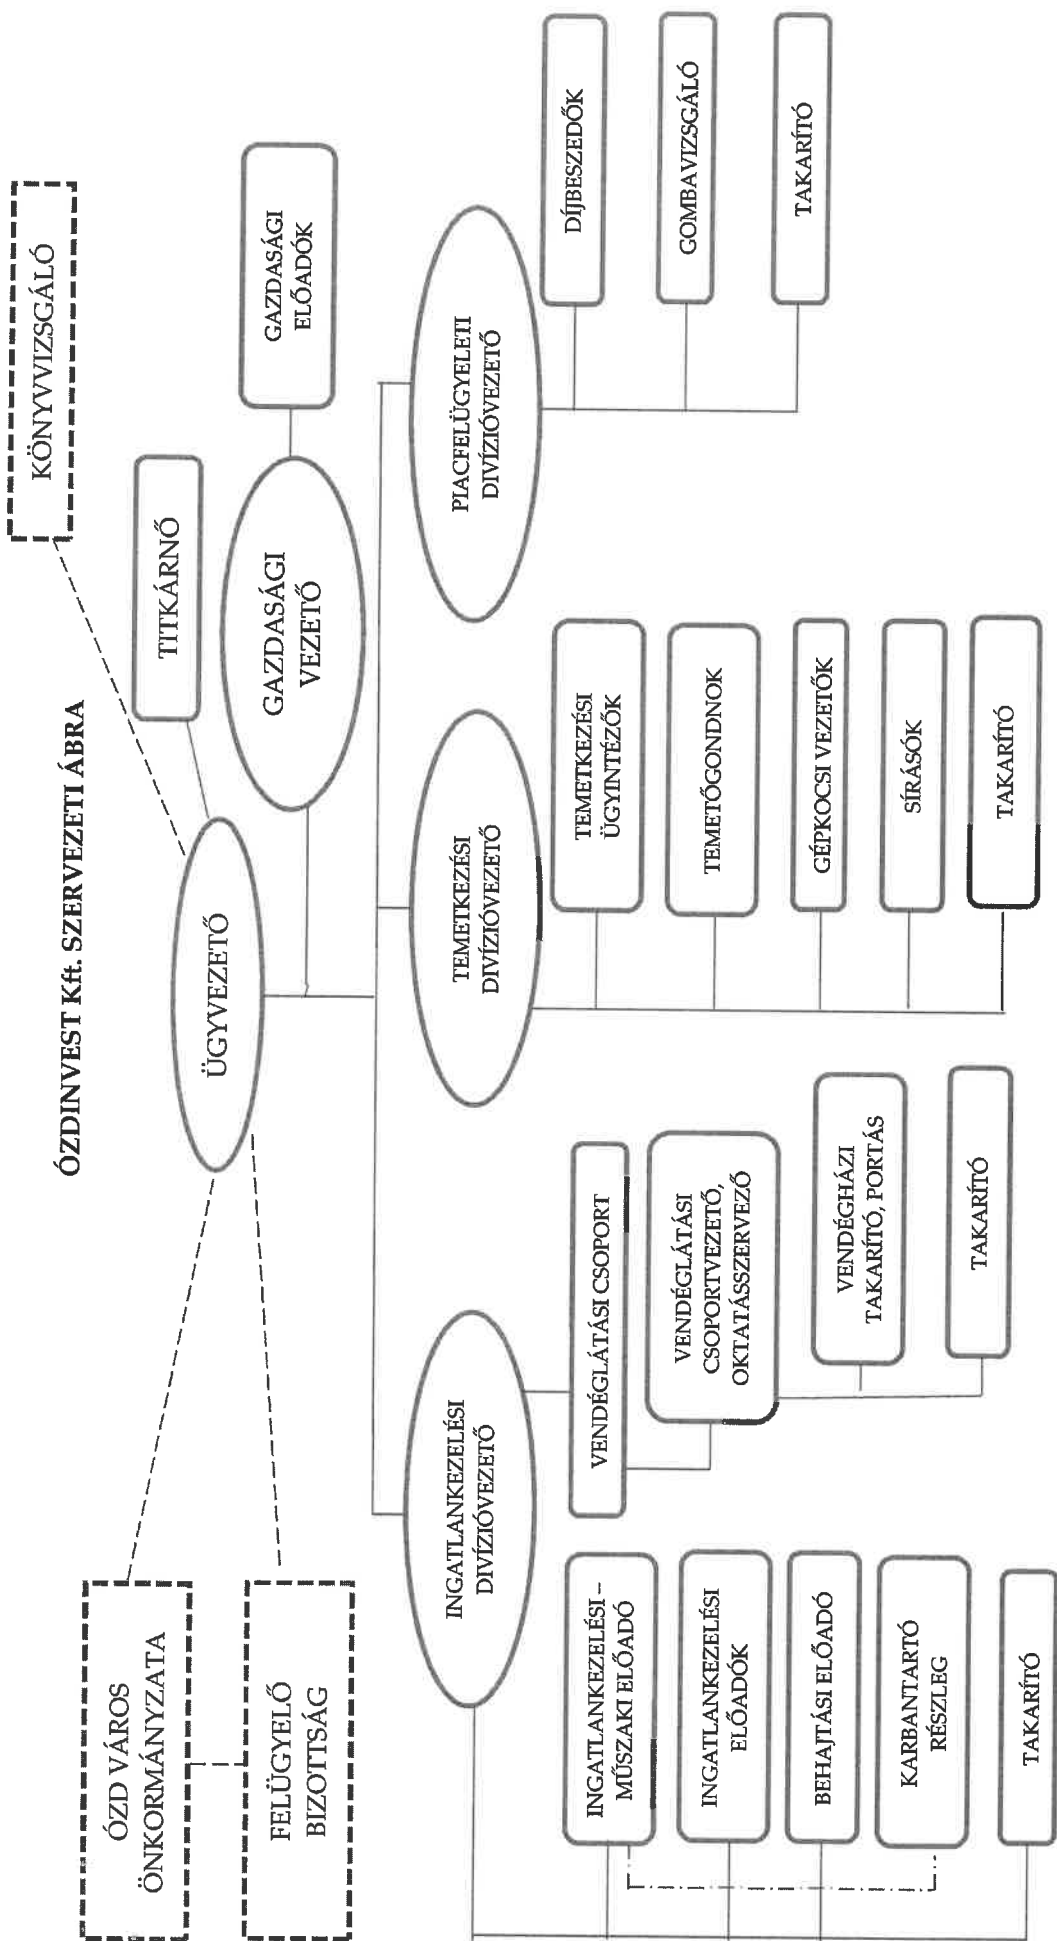 ÓZDINVEST Kft. SZERVEZETI ÁBRA
ÓZD VÁROS
ÖNKORMÁNYZATA
FELÜGYELŐ
BIZOTTSÁG
KÖNYVVIZSGÁLÓ
ÜGYVEZETŐ
TITKÁRNŐ
GAZDASÁGI
VEZETŐ
GAZDASÁGI
ELŐADÓK
INGATLANKEZELÉSI
DIVÍZIÓVEZETŐ
TEMETKEZÉSI
DIVÍZIÓVEZETŐ
PIACFELÜGYELETI
DIVÍZIÓVEZETŐ
INGATLANKEZELÉSI –
MŰSZAKI ELŐADÓ
INGATLANKEZELÉSI
ELŐADÓK
BEHAJTÁSI ELŐADÓ
KARBANTARTÓ
RÉSZLEG
TAKARÍTÓ
VENDÉGLÁTÁSI CSOPORT
VENDÉGLÁTÁSI
CSOPORTVEZETŐ,
OKTATÁSSZERVEZŐ
VENDÉGHÁZI
TAKARÍTÓ, PORTÁS
TAKARÍTÓ
TEMETKEZÉSI
ÜGYINTÉZŐK
TEMETŐGONDNOK
GÉPKOCSI VEZETŐK
SÍRÁSÓK
TAKARÍTÓ
DÍJBESZEDŐK
GOMBAVIZSGÁLÓ
TAKARÍTÓ